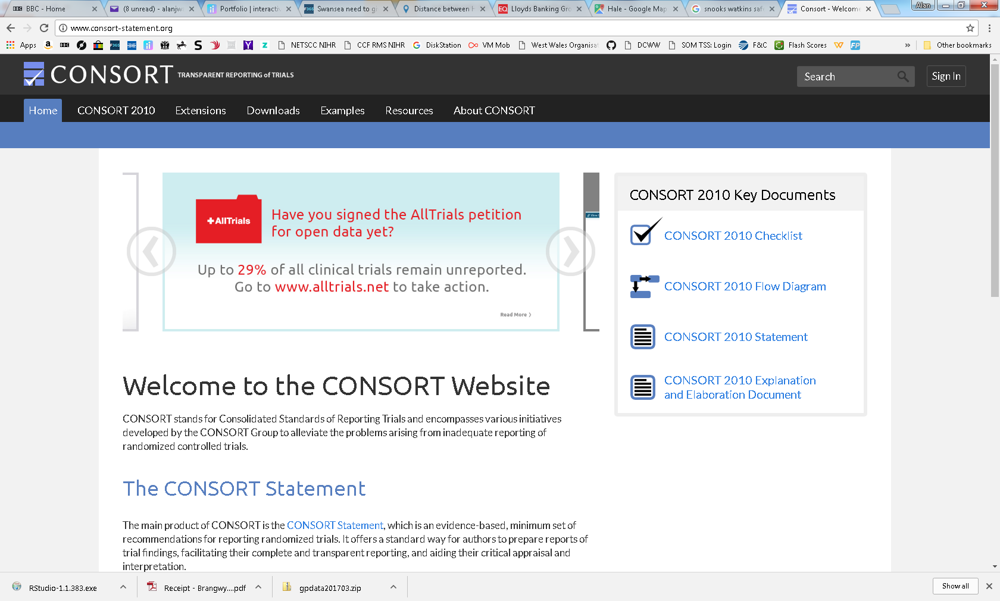 BBC - Home
(8 unread) - alanjw
Portfolio | interactiv
Swansea need to gi
Distance between H
EQ Lloyds Banking Gro
Hale - Google Map
snooks watkins safe
Consort - Welcome
Alan
www.consort-statement.org
Apps
NETSCC NIHR
CCF RMS NIHR
DiskStation
VM Mob
West Wales Organisat
DCWW
SOM TSS: Login
F&C
Flash Scores
FP
»
Other bookmarks
CONSORT TRANSPARENT REPORTING of TRIALS
Search
Sign In
Home
CONSORT 2010
Extensions
Downloads
Examples
Resources
About CONSORT
+AllTrials
Have you signed the AllTrials petition
for open data yet?
Up to 29% of all clinical trials remain unreported.
Go to www.alltrials.net to take action.
Read More 〉
CONSORT 2010 Key Documents
CONSORT 2010 Checklist
CONSORT 2010 Flow Diagram
CONSORT 2010 Statement
CONSORT 2010 Explanation
and Elaboration Document
Welcome to the CONSORT Website
CONSORT stands for Consolidated Standards of Reporting Trials and encompasses various initiatives
developed by the CONSORT Group to alleviate the problems arising from inadequate reporting of
randomized controlled trials.
The CONSORT Statement
The main product of CONSORT is the CONSORT Statement, which is an evidence-based, minimum set of
recommendations for reporting randomized trials. It offers a standard way for authors to prepare reports of
trial findings, facilitating their complete and transparent reporting, and aiding their critical appraisal and
interpretation.
RStudio-1.1.383.exe
Receipt - Brangwy....pdf
gpdata201703.zip
Show all